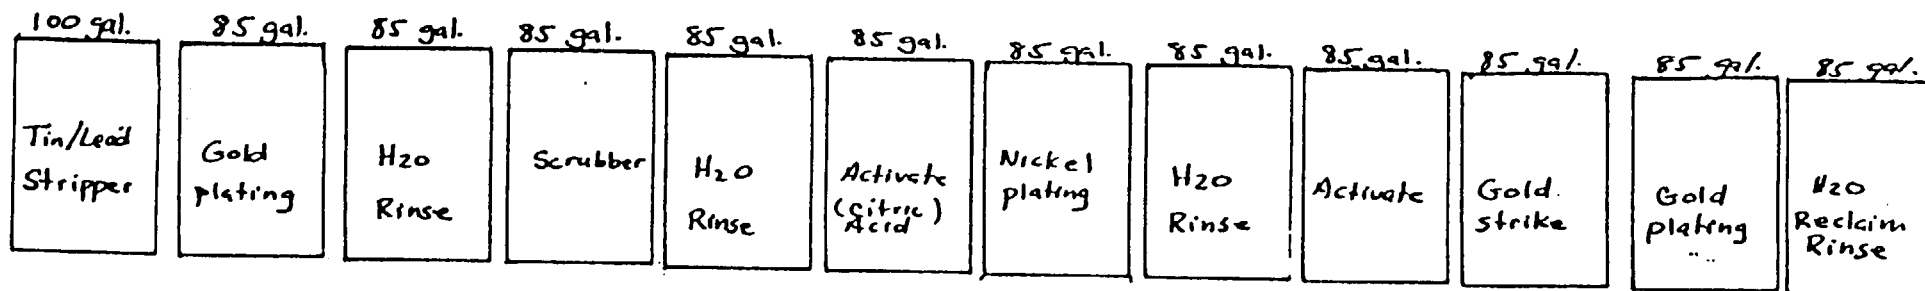 100 gal. 85 gal. 85 gal. 85 gal. 85 gal. 85 gal. 85 gal. 85 gal. 85 gal. 85 gal. 85 gal. 85 gal.
Tin/Lead
Stripper
Gold
plating
H2O
Rinse
Scrubber
H2O
Rinse
Activate
(Citric)
Acid
Nickel
plating
H2O
Rinse
Activate
Gold
strike
Gold
plating
H2O
Reclaim
Rinse